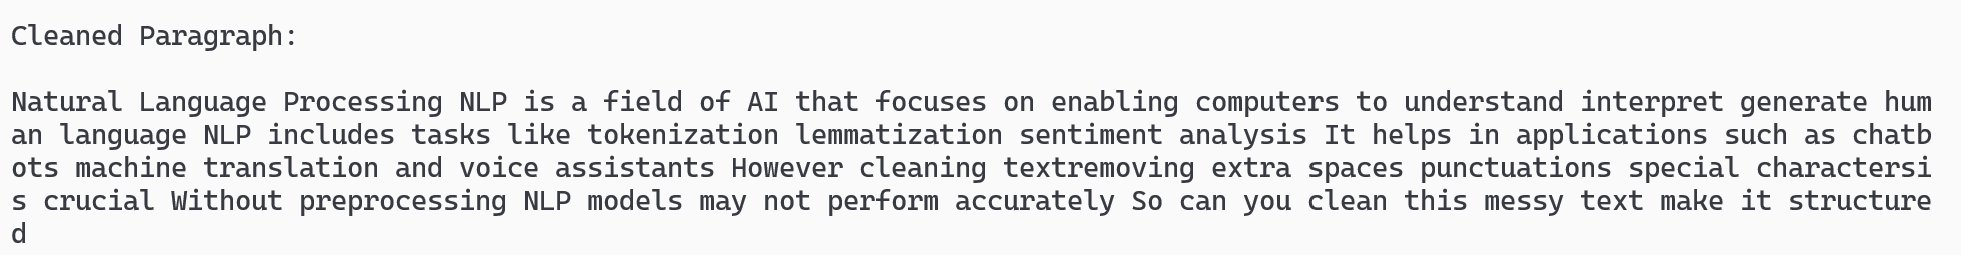 Cleaned Paragraph:
Natural Language Processing NLP is a field of AI that focuses on enabling computers to understand interpret generate hum
an language NLP includes tasks like tokenization lemmatization sentiment analysis It helps in applications such as chatb
ots machine translation and voice assistants However cleaning textremoving extra spaces punctuations special charactersi
s crucial Without preprocessing NLP models may not perform accurately So can you clean this messy text make it structure
d